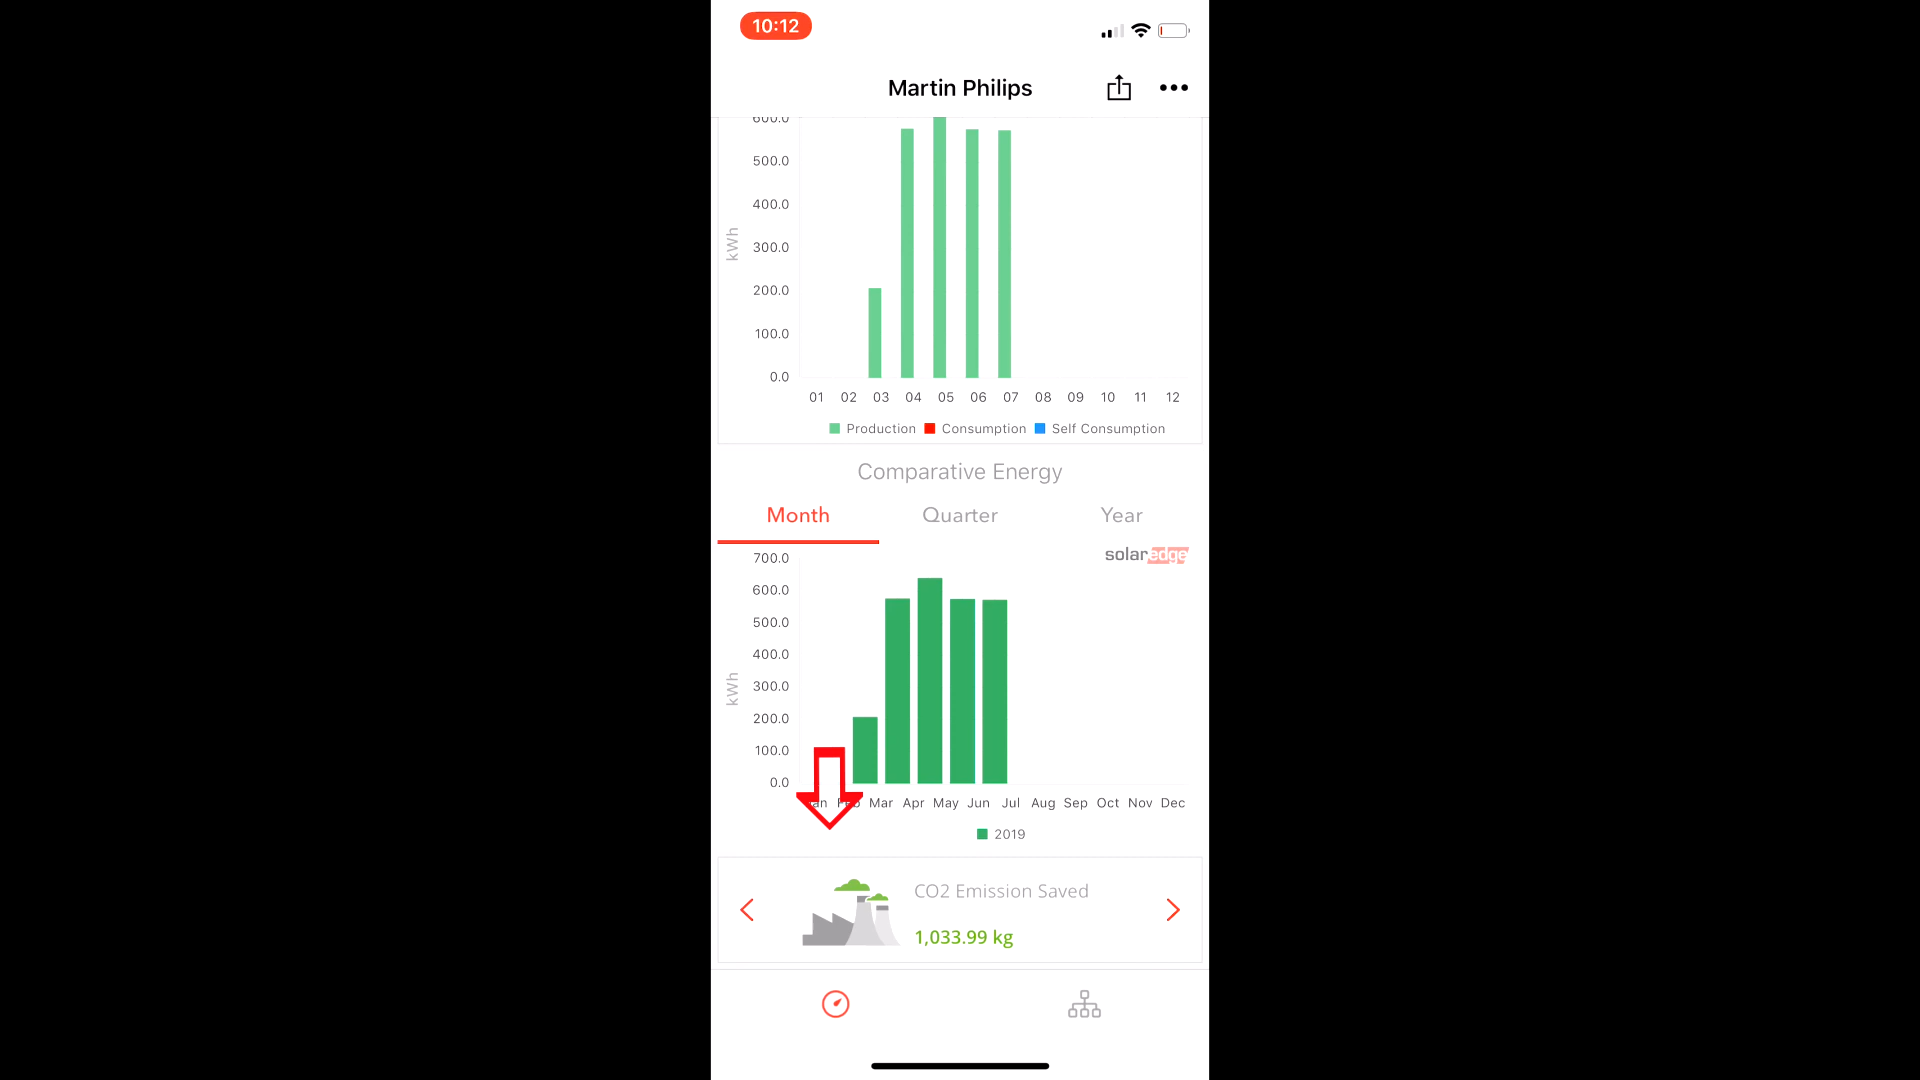 10:12
Martin Philips
600.0
500.0
400.0
300.0
200.0
100.0
0.0
kWh
01 02 03 04 05 06 07 08 09 10 11 12
Production Consumption Self Consumption
Comparative Energy
Month Quarter Year
solaredge
700.0
600.0
500.0
400.0
300.0
200.0
100.0
0.0
kWh
Mar Apr May Jun Jul Aug Sep Oct Nov Dec
2019
CO2 Emission Saved
1,033.99 kg